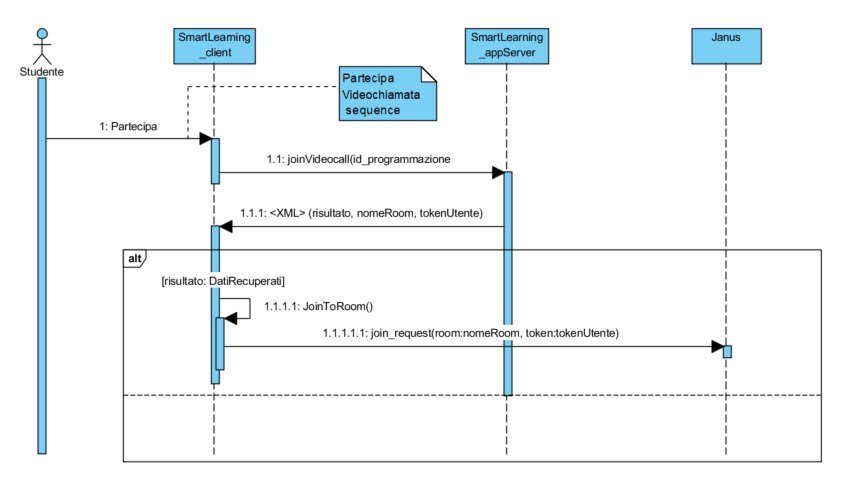 Studente
SmartLearning
_client
SmartLearning
_appServer
Janus
Partecipa
Videochiamata
sequence
1: Partecipa
1.1: joinVideocall(id_programmazione
1.1.1: <XML> (risultato, nomeRoom, tokenUtente)
alt
[risultato: DatiRecuperati]
1.1.1.1: JoinToRoom()
1.1.1.1.1: join_request(room:nomeRoom, token:tokenUtente)